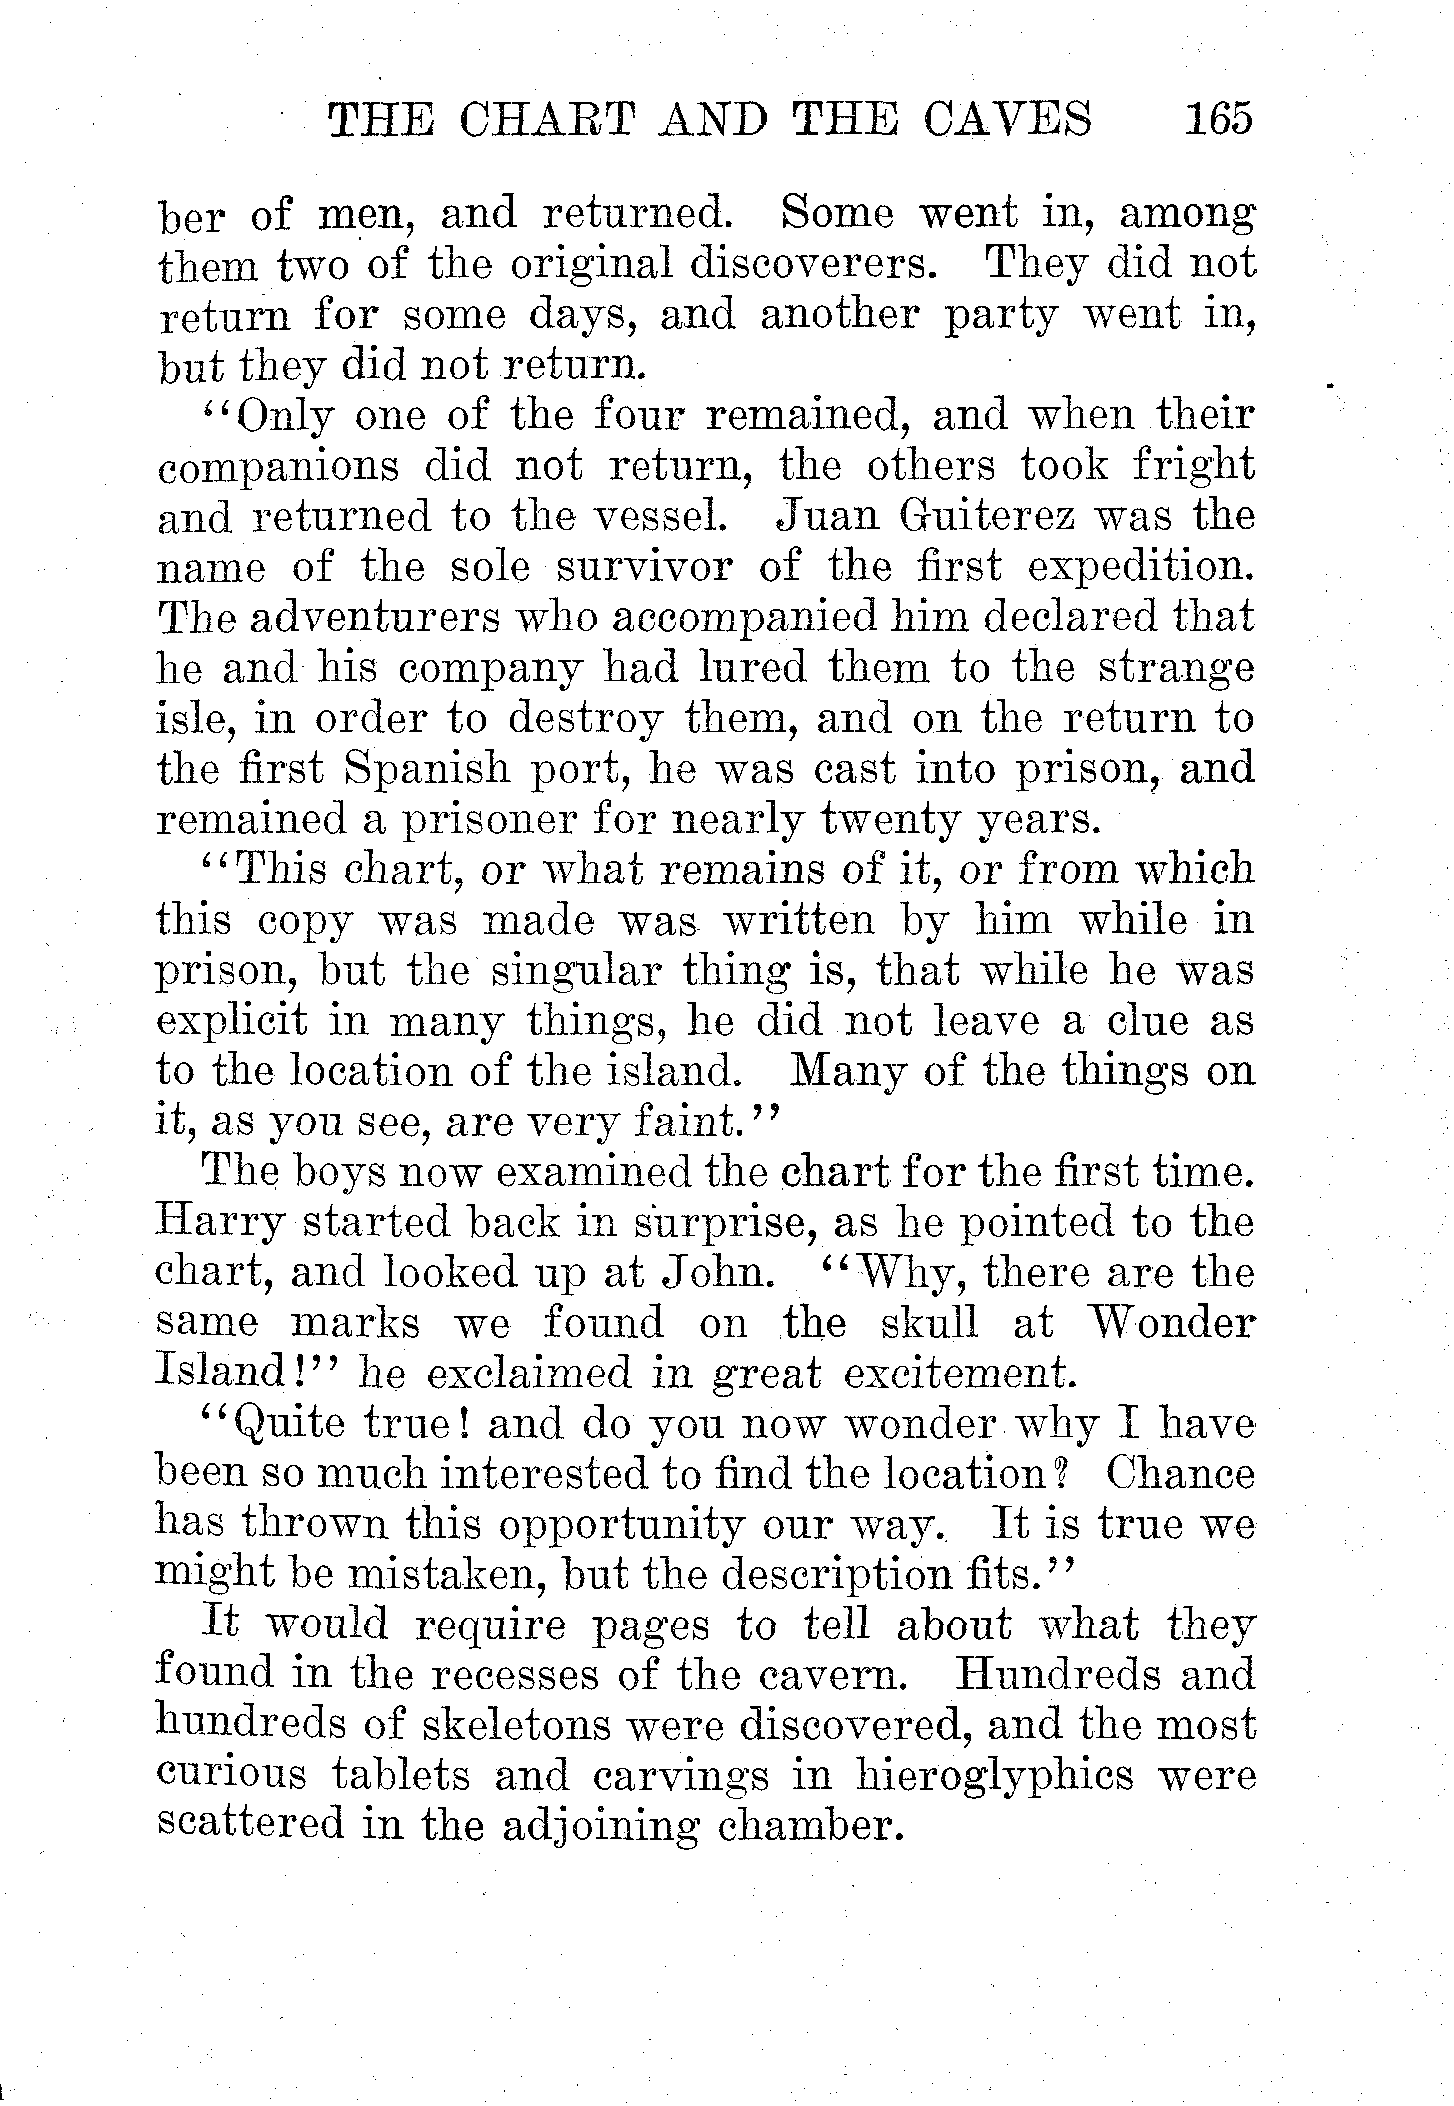 THE CHART AND THE CAVES 165
ber of men, and returned. Some went in, among
them two of the original discoverers. They did not
return for some days, and another party went in,
but they did not return.
“Only one of the four remained, and when their
companions did not return, the others took fright
and returned to the vessel. Juan Guiterez was the
name of the sole survivor of the first expedition.
The adventurers who accompanied him declared that
he and his company had lured them to the strange
isle, in order to destroy them, and on the return to
the first Spanish port, he was cast into prison, and
remained a prisoner for nearly twenty years.
“This chart, or what remains of it, or from which
this copy was made was written by him while in
prison, but the singular thing is, that while he was
explicit in many things, he did not leave a clue as
to the location of the island. Many of the things on
it, as you see, are very faint.”
The boys now examined the chart for the first time.
Harry started back in surprise, as he pointed to the
chart, and looked up at John. “Why, there are the
same marks we found on the skull at Wonder
Island!” he exclaimed in great excitement.
“Quite true! and do you now wonder why I have
been so much interested to find the location? Chance
has thrown this opportunity our way. It is true we
might be mistaken, but the description fits.”
It would require pages to tell about what they
found in the recesses of the cavern. Hundreds and
hundreds of skeletons were discovered, and the most
curious tablets and carvings in hieroglyphics were
scattered in the adjoining chamber.